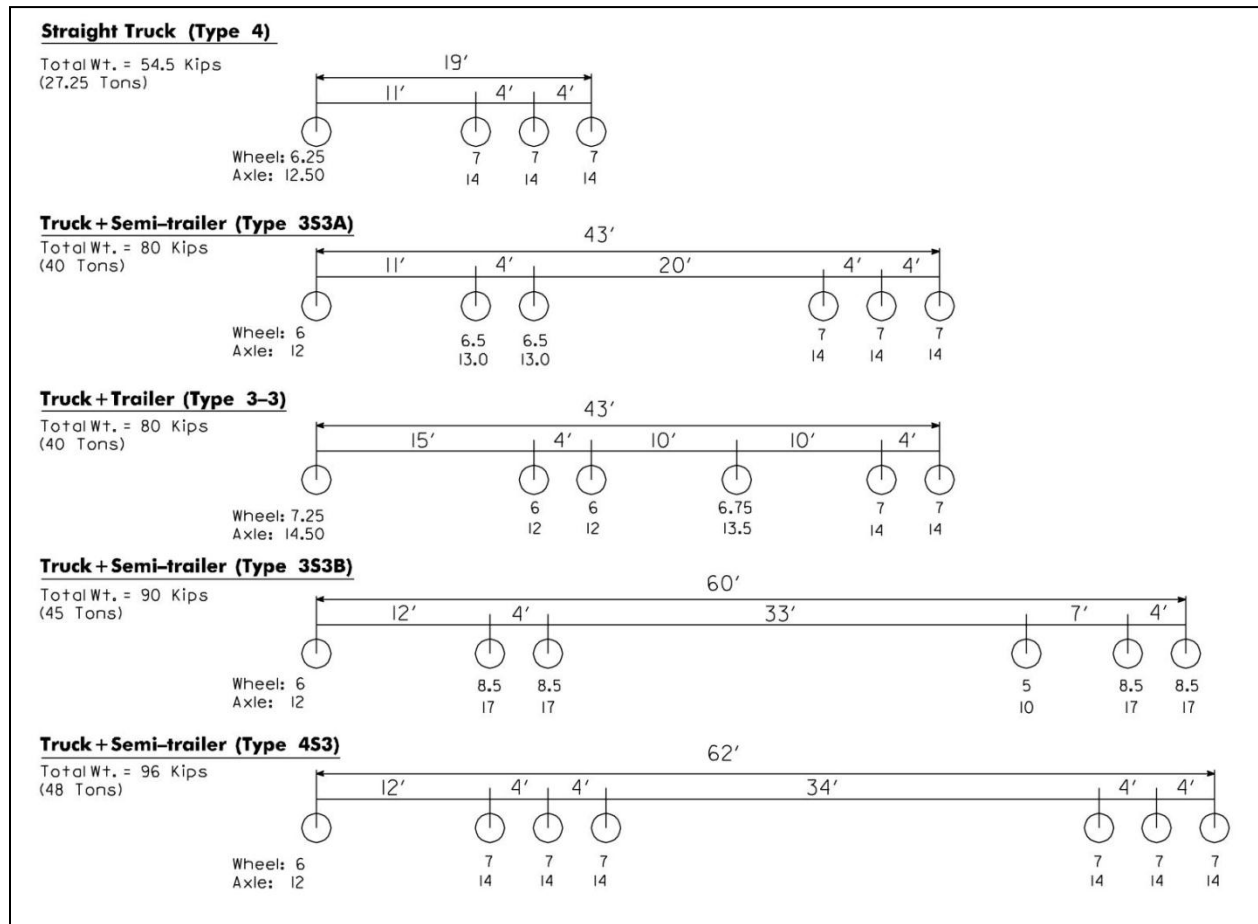 Straight Truck (Type 4)
Total Wt. = 54.5 Kips
(27.25 Tons)
19'
11' 4' 4'
Wheel: 6.25 7 7 7
Axle: 12.50 14 14 14
Truck+Semi-trailer (Type 3S3A)
Total Wt. = 80 Kips
(40 Tons)
43'
11' 4' 20' 4' 4'
Wheel: 6 6.5 6.5 7 7 7
Axle: 12 13.0 13.0 14 14 14
Truck+Trailer (Type 3-3)
Total Wt. = 80 Kips
(40 Tons)
43'
15' 4' 10' 10' 4'
Wheel: 7.25 6 6 6.75 7 7
Axle: 14.50 12 12 13.5 14 14
Truck+Semi-trailer (Type 3S3B)
Total Wt. = 90 Kips
(45 Tons)
60'
12' 4' 33' 7' 4'
Wheel: 6 8.5 8.5 5 8.5 8.5
Axle: 12 17 17 10 17 17
Truck+Semi-trailer (Type 4S3)
Total Wt. = 96 Kips
(48 Tons)
62'
12' 4' 4' 34' 4' 4'
Wheel: 6 7 7 7 7 7 7
Axle: 12 14 14 14 14 14 14